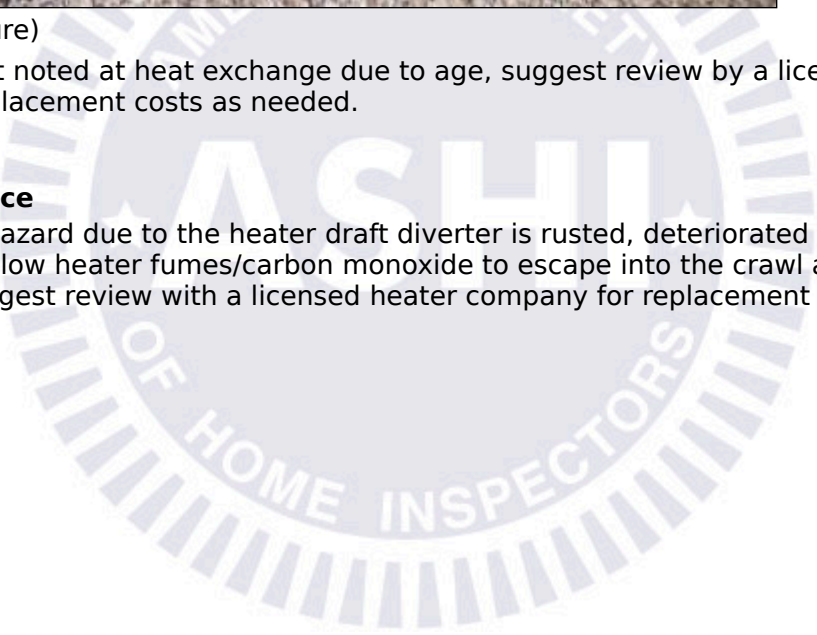 ure)
t noted at heat exchange due to age, suggest review by a lice
lacement costs as needed.
ce
azard due to the heater draft diverter is rusted, deteriorated
low heater fumes/carbon monoxide to escape into the crawl a
gest review with a licensed heater company for replacement
ASHI
OF HOME INSPECTORS